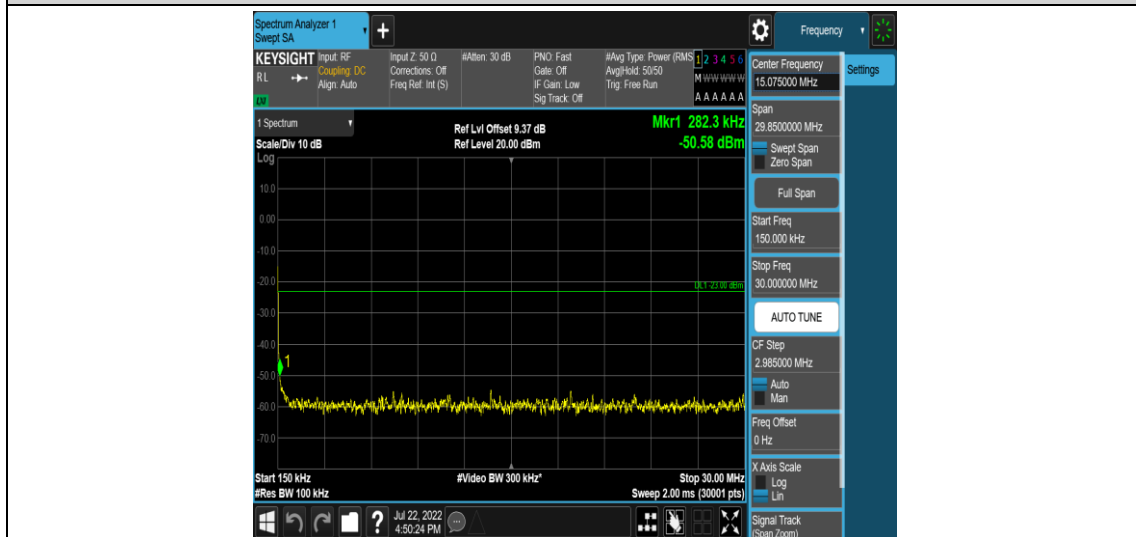 Spectrum Analyzer 1
Swept SA
+
Frequency
KEYSIGHT
RL
LXI
Input: RF
Coupling: DC
Align: Auto
Input Z: 50 Ω
Corrections: Off
Freq Ref: Int (S)
#Atten: 30 dB
PNO: Fast
Gate: Off
IF Gain: Low
Sig Track: Off
#Avg Type: Power (RMS
Avg|Hold: 50/50
Trig: Free Run
1 2 3 4 5 6
M W W W W W
A A A A A A
1 Spectrum
Scale/Div 10 dB
Log
Ref Lvl Offset 9.37 dB
Ref Level 20.00 dBm
Mkr1 282.3 kHz
-50.58 dBm
10.0
0.00
-10.0
-20.0
DL1 -23.00 dBm
-30.0
-40.0
1
-50.0
-60.0
-70.0
Start 150 kHz
#Res BW 100 kHz
#Video BW 300 kHz*
Stop 30.00 MHz
Sweep 2.00 ms (30001 pts)
?
Jul 22, 2022
4:50:24 PM
Center Frequency
15.075000 MHz
Settings
Span
29.8500000 MHz
Swept Span
Zero Span
Full Span
Start Freq
150.000 kHz
Stop Freq
30.000000 MHz
AUTO TUNE
CF Step
2.985000 MHz
Auto
Man
Freq Offset
0 Hz
X Axis Scale
Log
Lin
Signal Track
(Span Zoom)